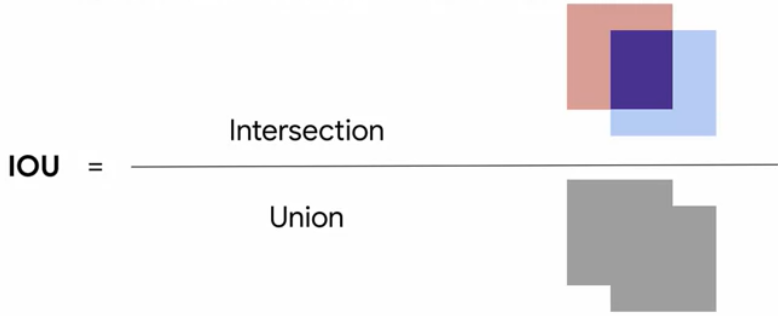 Intersection
IOU =
Union